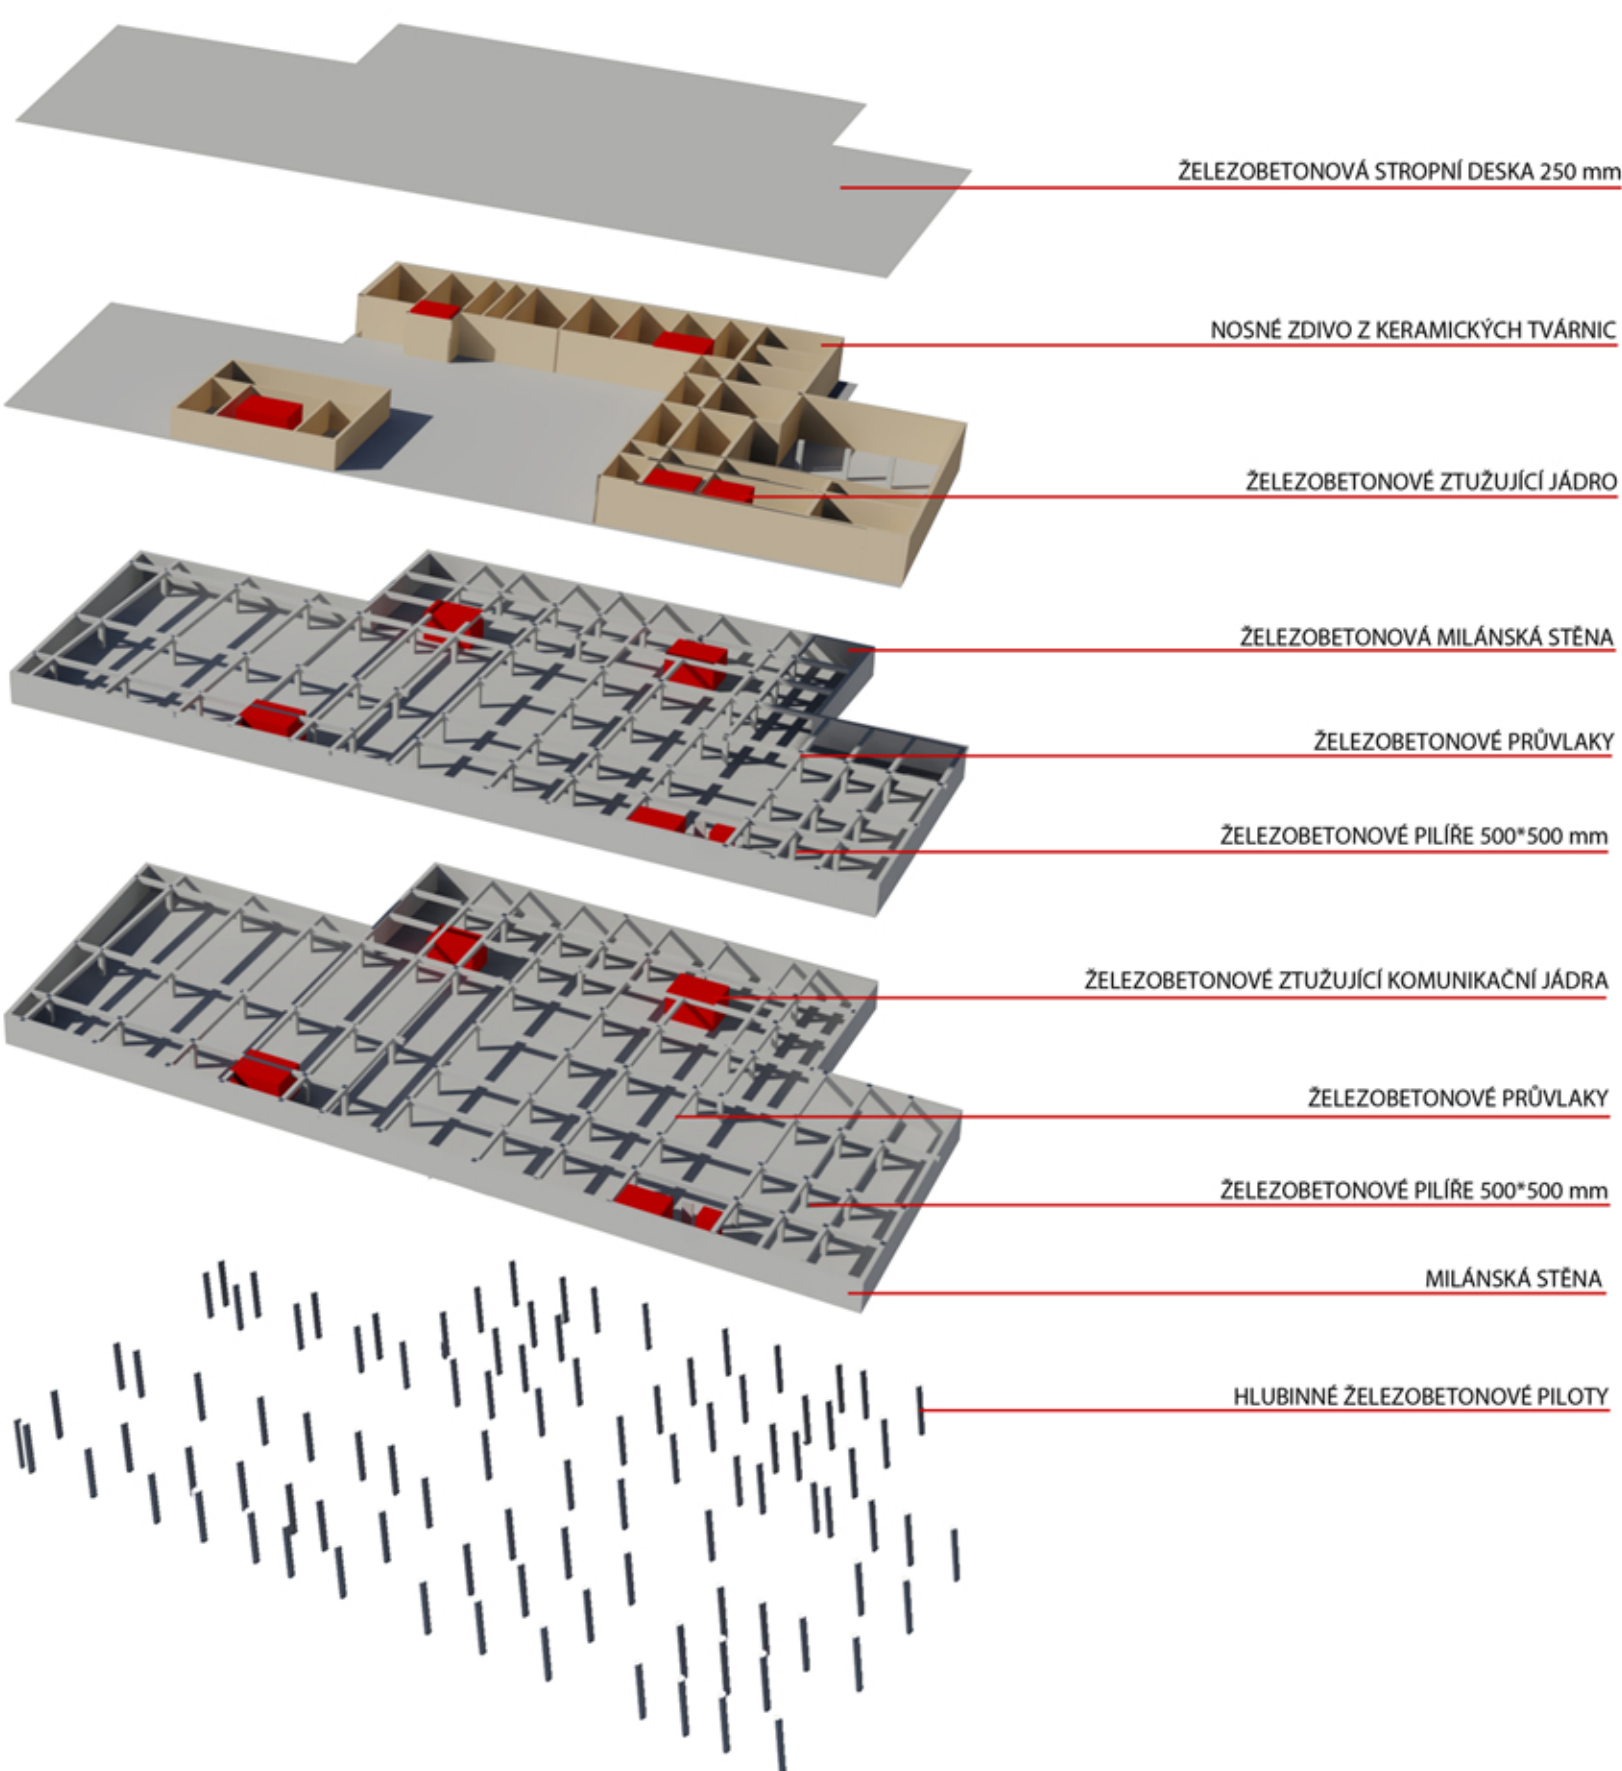 ŽELEZOBETONOVÁ STROPNÍ DESKA 250 mm
NOSNÉ ZDIVO Z KERAMICKÝCH TVÁRNIC
ŽELEZOBETONOVÉ ZTUŽUJÍCÍ JÁDRO
ŽELEZOBETONOVÁ MILÁNSKÁ STĚNA
ŽELEZOBETONOVÉ PRŮVLAKY
ŽELEZOBETONOVÉ PILÍŘE 500*500 mm
ŽELEZOBETONOVÉ ZTUŽUJÍCÍ KOMUNIKAČNÍ JÁDRA
ŽELEZOBETONOVÉ PRŮVLAKY
ŽELEZOBETONOVÉ PILÍŘE 500*500 mm
MILÁNSKÁ STĚNA
HLUBINNÉ ŽELEZOBETONOVÉ PILOTY